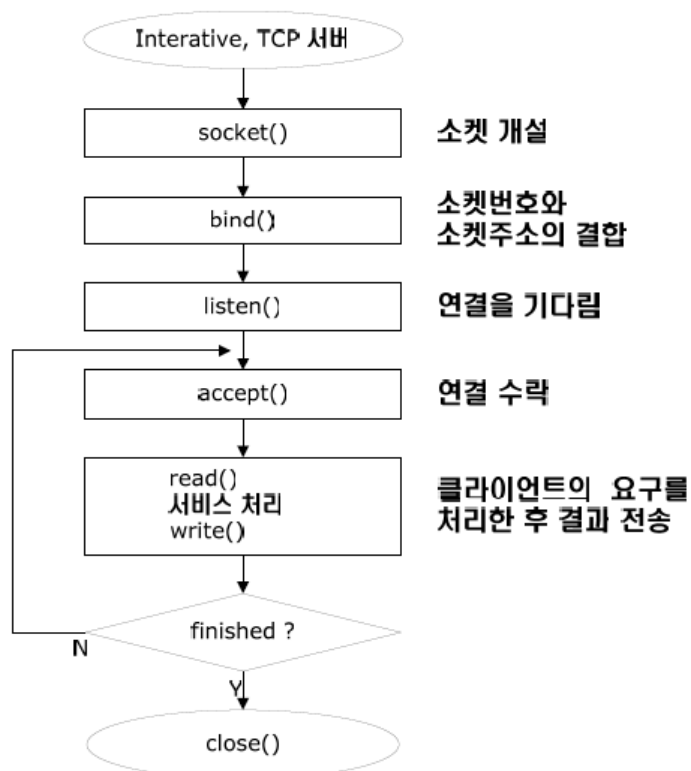 Interative, TCP 서버
socket()
소켓 개설
bind()
소켓번호와
소켓주소의 결합
listen()
연결을 기다림
accept()
연결 수락
read()
서비스 처리
write()
클라이언트의 요구를
처리한 후 결과 전송
finished ?
N
Y
close()